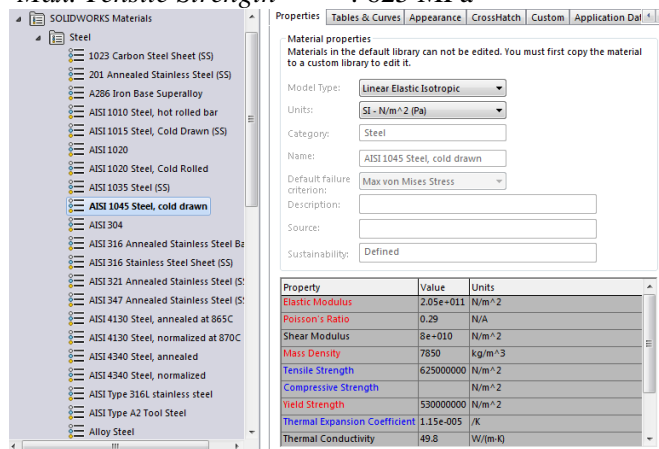 Max. Tensile Strength : 625 MPa
SOLIDWORKS Materials
Steel
1023 Carbon Steel Sheet (SS)
201 Annealed Stainless Steel (SS)
A286 Iron Base Superalloy
AISI 1010 Steel, hot rolled bar
AISI 1015 Steel, Cold Drawn (SS)
AISI 1020
AISI 1020 Steel, Cold Rolled
AISI 1035 Steel (SS)
AISI 1045 Steel, cold drawn
AISI 304
AISI 316 Annealed Stainless Steel Ba
AISI 316 Stainless Steel Sheet (SS)
AISI 321 Annealed Stainless Steel (S
AISI 347 Annealed Stainless Steel (S
AISI 4130 Steel, annealed at 865C
AISI 4130 Steel, normalized at 870C
AISI 4340 Steel, annealed
AISI 4340 Steel, normalized
AISI Type 316L stainless steel
AISI Type A2 Tool Steel
Alloy Steel
Properties Tables & Curves Appearance CrossHatch Custom Application Dat
Material properties
Materials in the default library can not be edited. You must first copy the material
to a custom library to edit it.
Model Type: Linear Elastic Isotropic
Units: SI - N/m^2 (Pa)
Category: Steel
Name: AISI 1045 Steel, cold drawn
Default failure criterion: Max von Mises Stress
Description:
Source:
Sustainability: Defined
Property Value Units
Elastic Modulus 2.05e+011 N/m^2
Poisson's Ratio 0.29 N/A
Shear Modulus 8e+010 N/m^2
Mass Density 7850 kg/m^3
Tensile Strength 625000000 N/m^2
Compressive Strength N/m^2
Yield Strength 530000000 N/m^2
Thermal Expansion Coefficient 1.15e-005 /K
Thermal Conductivity 49.8 W/(m·K)